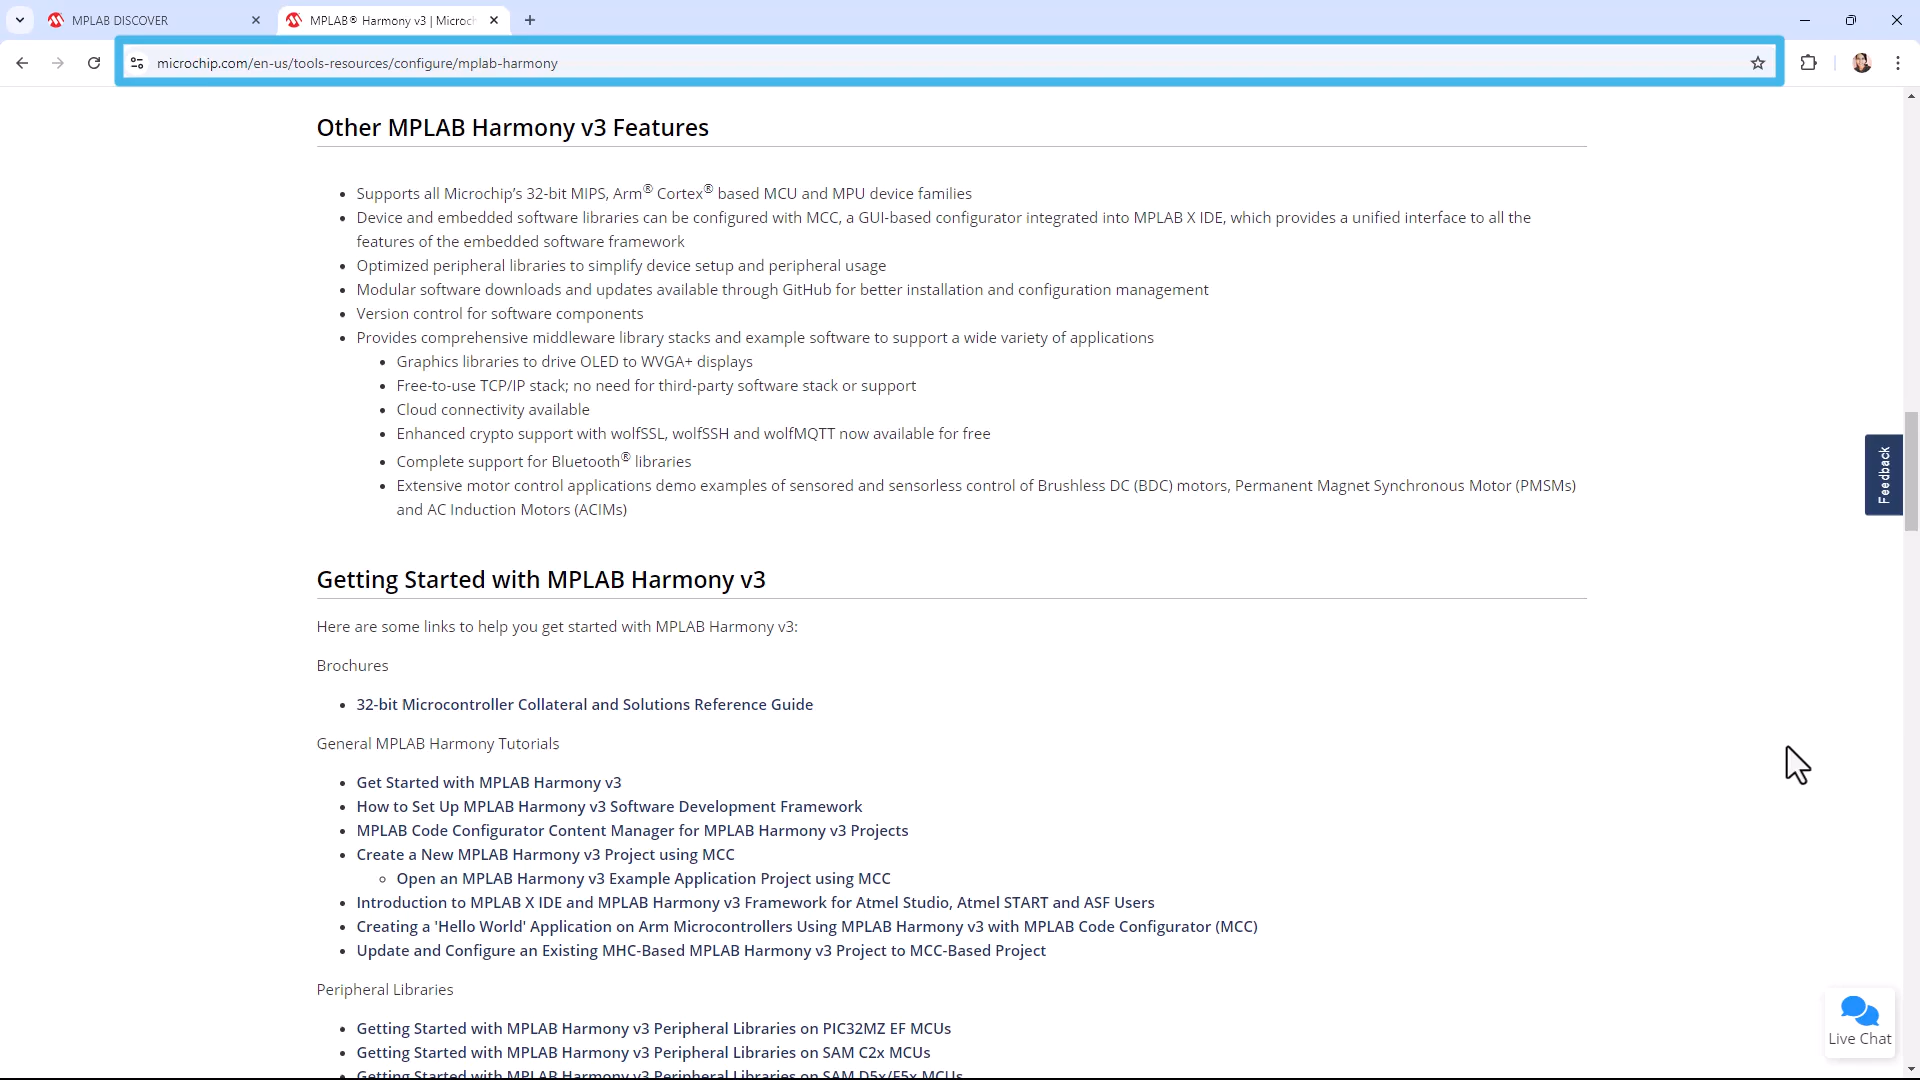 MPLAB DISCOVER
MPLAB® Harmony v3 | Microch
microchip.com/en-us/tools-resources/configure/mplab-harmony
Other MPLAB Harmony v3 Features
Supports all Microchip’s 32-bit MIPS, Arm® Cortex® based MCU and MPU device families
Device and embedded software libraries can be configured with MCC, a GUI-based configurator integrated into MPLAB X IDE, which provides a unified interface to all the
features of the embedded software framework
Optimized peripheral libraries to simplify device setup and peripheral usage
Modular software downloads and updates available through GitHub for better installation and configuration management
Version control for software components
Provides comprehensive middleware library stacks and example software to support a wide variety of applications
Graphics libraries to drive OLED to WVGA+ displays
Free-to-use TCP/IP stack; no need for third-party software stack or support
Cloud connectivity available
Enhanced crypto support with wolfSSL, wolfSSH and wolfMQTT now available for free
Complete support for Bluetooth® libraries
Extensive motor control applications demo examples of sensored and sensorless control of Brushless DC (BDC) motors, Permanent Magnet Synchronous Motor (PMSMs)
and AC Induction Motors (ACIMs)
Feedback
Getting Started with MPLAB Harmony v3
Here are some links to help you get started with MPLAB Harmony v3:
Brochures
32-bit Microcontroller Collateral and Solutions Reference Guide
General MPLAB Harmony Tutorials
Get Started with MPLAB Harmony v3
How to Set Up MPLAB Harmony v3 Software Development Framework
MPLAB Code Configurator Content Manager for MPLAB Harmony v3 Projects
Create a New MPLAB Harmony v3 Project using MCC
Open an MPLAB Harmony v3 Example Application Project using MCC
Introduction to MPLAB X IDE and MPLAB Harmony v3 Framework for Atmel Studio, Atmel START and ASF Users
Creating a 'Hello World' Application on Arm Microcontrollers Using MPLAB Harmony v3 with MPLAB Code Configurator (MCC)
Update and Configure an Existing MHC-Based MPLAB Harmony v3 Project to MCC-Based Project
Peripheral Libraries
Getting Started with MPLAB Harmony v3 Peripheral Libraries on PIC32MZ EF MCUs
Getting Started with MPLAB Harmony v3 Peripheral Libraries on SAM C2x MCUs
Getting Started with MPLAB Harmony v3 Peripheral Libraries on SAM D5x/E5x MCUs
Live Chat